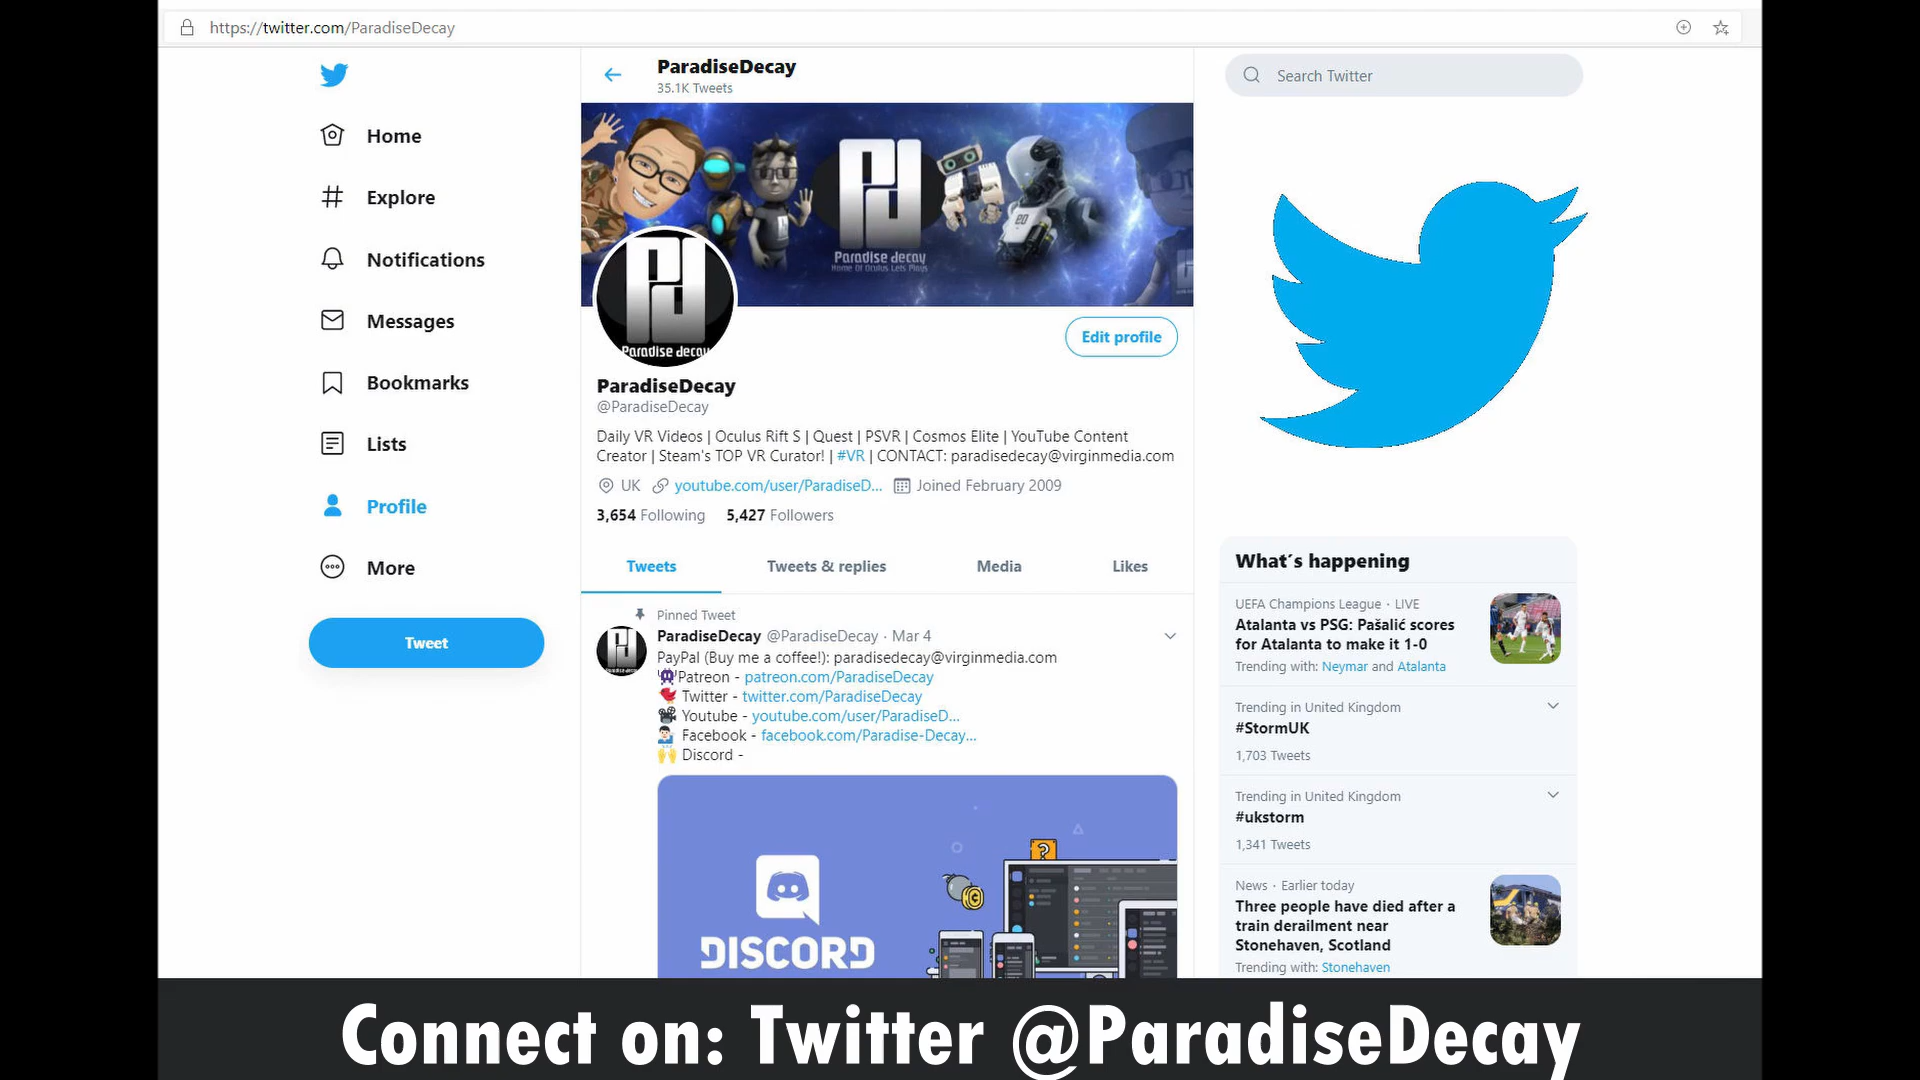 https://twitter.com/ParadiseDecay
Home
Explore
Notifications
Messages
Bookmarks
Lists
Profile
More
Tweet
ParadiseDecay
35.1K Tweets
Paradise decay
Home Of Oculus Lets Plays
Paradise decay
Edit profile
ParadiseDecay
@ParadiseDecay
Daily VR Videos | Oculus Rift S | Quest | PSVR | Cosmos Elite | YouTube Content
Creator | Steam's TOP VR Curator! | #VR | CONTACT: paradisedecay@virginmedia.com
UK youtube.com/user/ParadiseD... Joined February 2009
3,654 Following 5,427 Followers
Tweets Tweets & replies Media Likes
Pinned Tweet
ParadiseDecay @ParadiseDecay · Mar 4
PayPal (Buy me a coffee!): paradisedecay@virginmedia.com
Patreon - patreon.com/ParadiseDecay
Twitter - twitter.com/ParadiseDecay
Youtube - youtube.com/user/ParadiseD...
Facebook - facebook.com/Paradise-Decay...
Discord -
DISCORD
Search Twitter
What's happening
UEFA Champions League · LIVE
Atalanta vs PSG: Pašalić scores
for Atalanta to make it 1-0
Trending with: Neymar and Atalanta
Trending in United Kingdom
#StormUK
1,703 Tweets
Trending in United Kingdom
#ukstorm
1,341 Tweets
News · Earlier today
Three people have died after a
train derailment near
Stonehaven, Scotland
Trending with: Stonehaven
Connect on: Twitter @ParadiseDecay